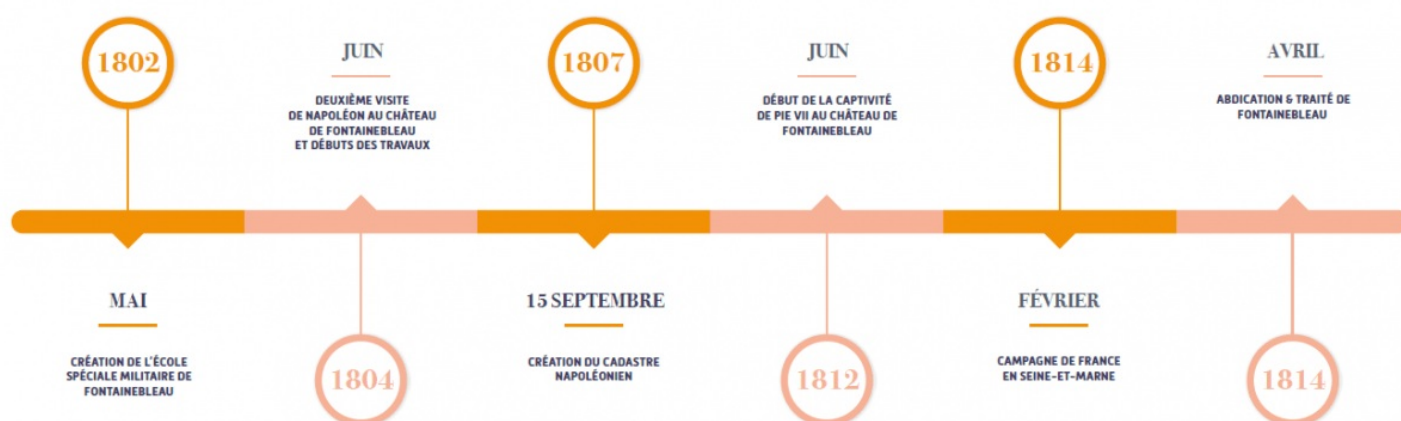 1802
MAI
CRÉATION DE L'ÉCOLE
SPÉCIALE MILITAIRE DE
FONTAINEBLEAU
JUIN
DEUXIÈME VISITE
DE NAPOLÉON AU CHÂTEAU
DE FONTAINEBLEAU
ET DÉBUTS DES TRAVAUX
1804
1807
15 SEPTEMBRE
CRÉATION DU CADASTRE
NAPOLÉONIEN
JUIN
DÉBUT DE LA CAPTIVITÉ
DE PIE VII AU CHÂTEAU DE
FONTAINEBLEAU
1812
1814
FÉVRIER
CAMPAGNE DE FRANCE
EN SEINE-ET-MARNE
AVRIL
ABDICATION & TRAITÉ DE
FONTAINEBLEAU
1814